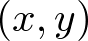 (x, y)